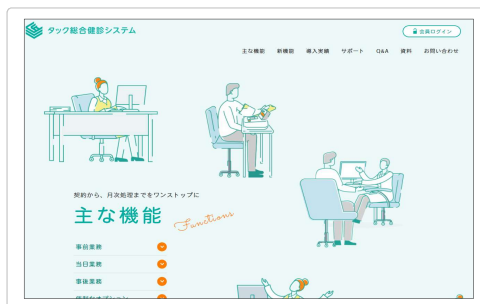 タック総合健診システム
会員ログイン
主な機能 新機能 導入実績 サポート Q&A 資料 お問い合わせ
契約から、月次処理までをワンストップに
主な機能
Functions
事前業務
当日業務
事後業務